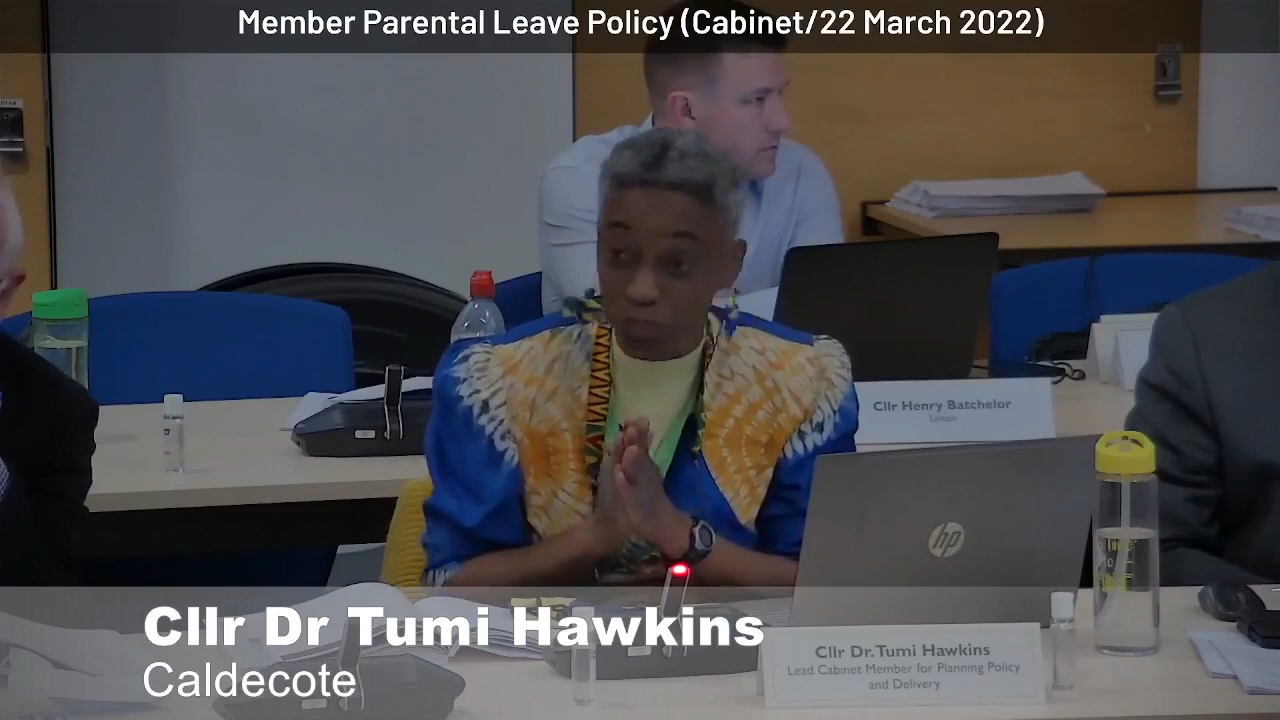 Member Parental Leave Policy (Cabinet/22 March 2022)
Cllr Henry Batchelor
Linton
hp
Cllr Dr Tumi Hawkins
Caldecote
Cllr Dr. Tumi Hawkins
Lead Cabinet Member for Planning Policy
and Delivery